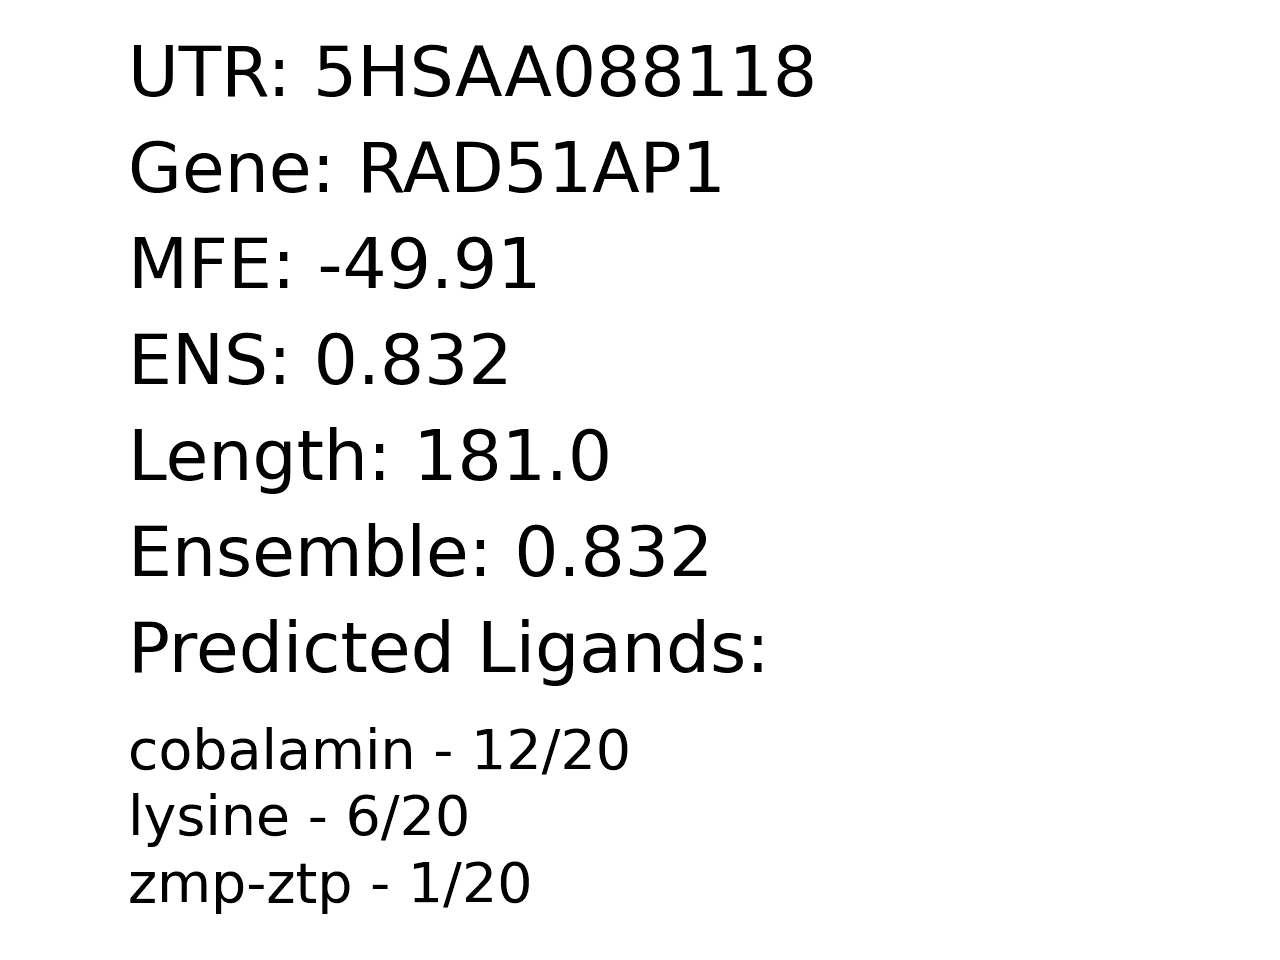 UTR: 5HSAA088118
Gene: RAD51AP1
MFE: -49.91
ENS: 0.832
Length: 181.0
Ensemble: 0.832
Predicted Ligands:
cobalamin - 12/20
lysine - 6/20
zmp-ztp - 1/20